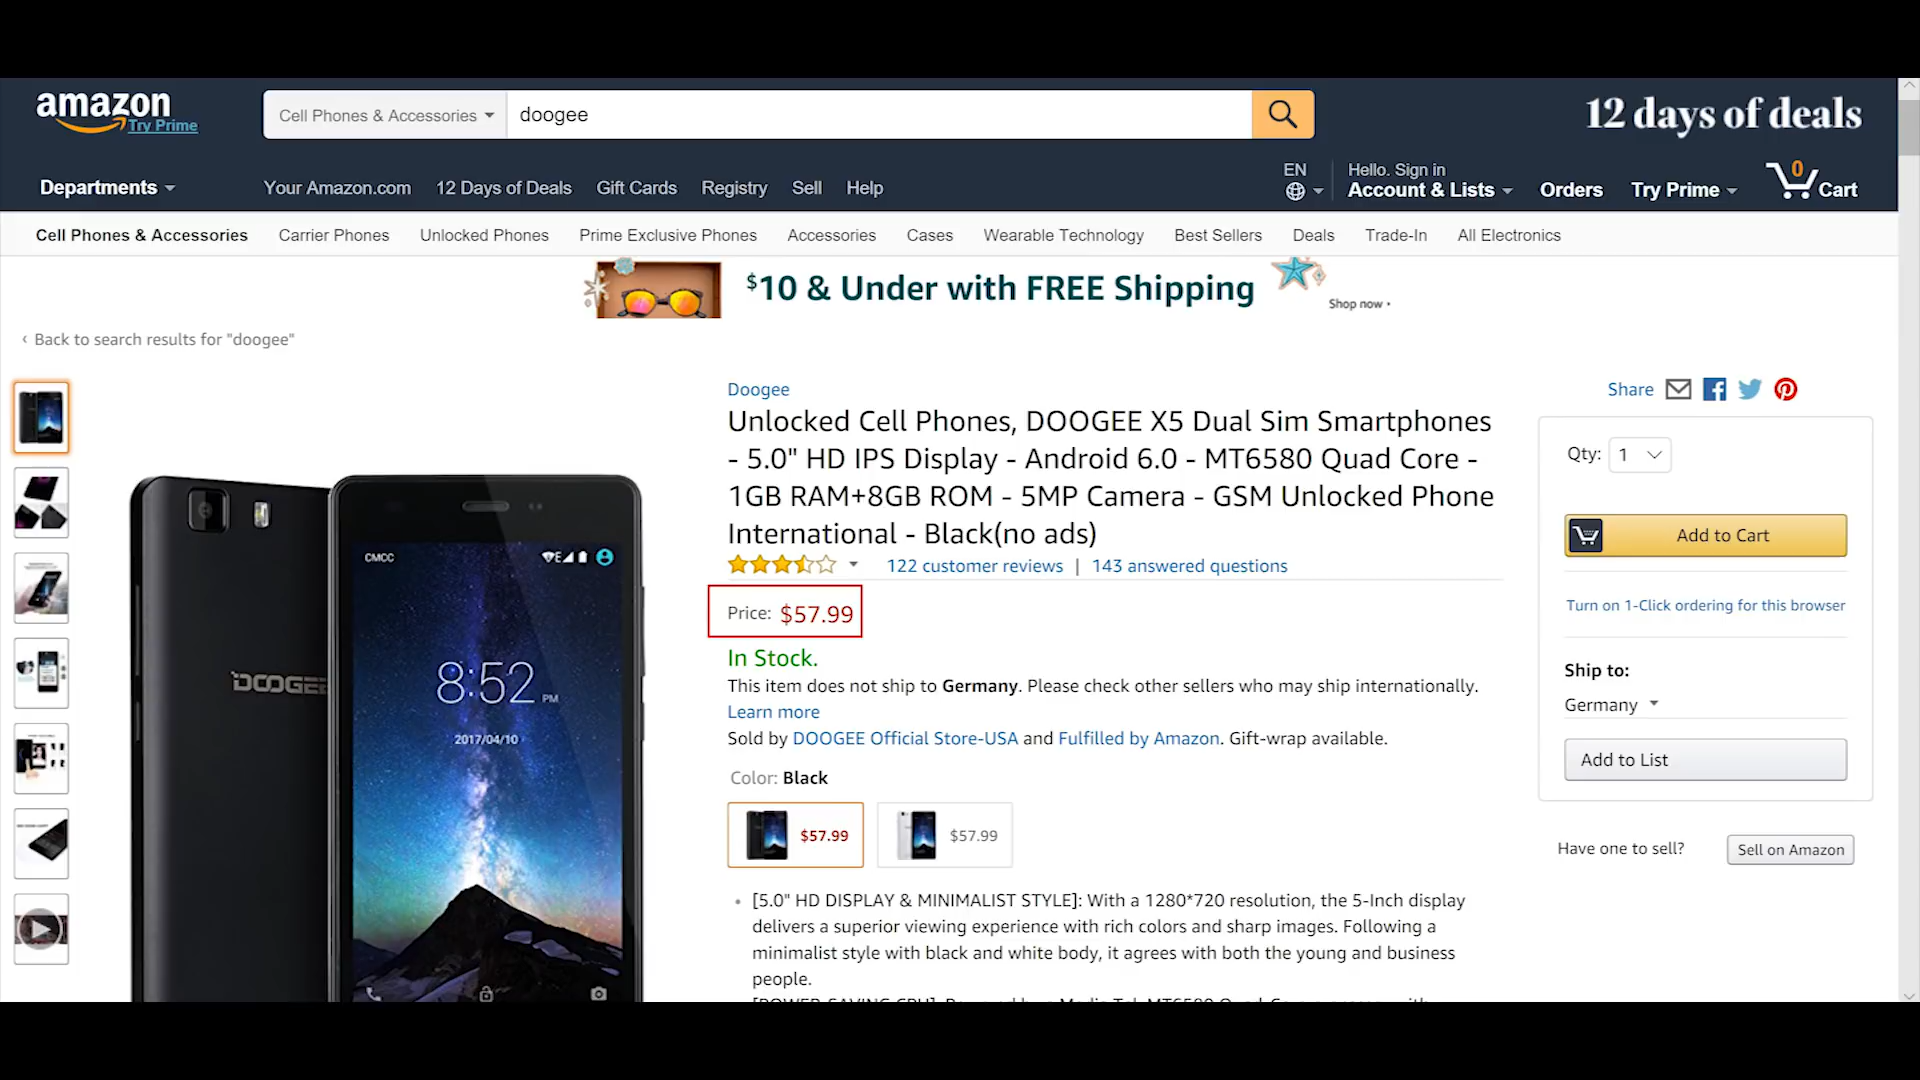 amazon
Try Prime
Cell Phones & Accessories
doogee
12 days of deals
Departments
Your Amazon.com
12 Days of Deals
Gift Cards
Registry
Sell
Help
EN
Hello. Sign in
Account & Lists
Orders
Try Prime
0
Cart
Cell Phones & Accessories
Carrier Phones
Unlocked Phones
Prime Exclusive Phones
Accessories
Cases
Wearable Technology
Best Sellers
Deals
Trade-In
All Electronics
$10 & Under with FREE Shipping
Shop now ›
‹ Back to search results for "doogee"
DOOGEE
CMCC
E
8:52 PM
2017/04/10
Doogee
Unlocked Cell Phones, DOOGEE X5 Dual Sim Smartphones
- 5.0" HD IPS Display - Android 6.0 - MT6580 Quad Core -
1GB RAM+8GB ROM - 5MP Camera - GSM Unlocked Phone
International - Black(no ads)
122 customer reviews | 143 answered questions
Price: $57.99
In Stock.
This item does not ship to Germany. Please check other sellers who may ship internationally.
Learn more
Sold by DOOGEE Official Store-USA and Fulfilled by Amazon. Gift-wrap available.
Color: Black
$57.99
$57.99
• [5.0" HD DISPLAY & MINIMALIST STYLE]: With a 1280*720 resolution, the 5-Inch display
delivers a superior viewing experience with rich colors and sharp images. Following a
minimalist style with black and white body, it agrees with both the young and business
people.
Share
Qty: 1
Add to Cart
Turn on 1-Click ordering for this browser
Ship to:
Germany
Add to List
Have one to sell?
Sell on Amazon